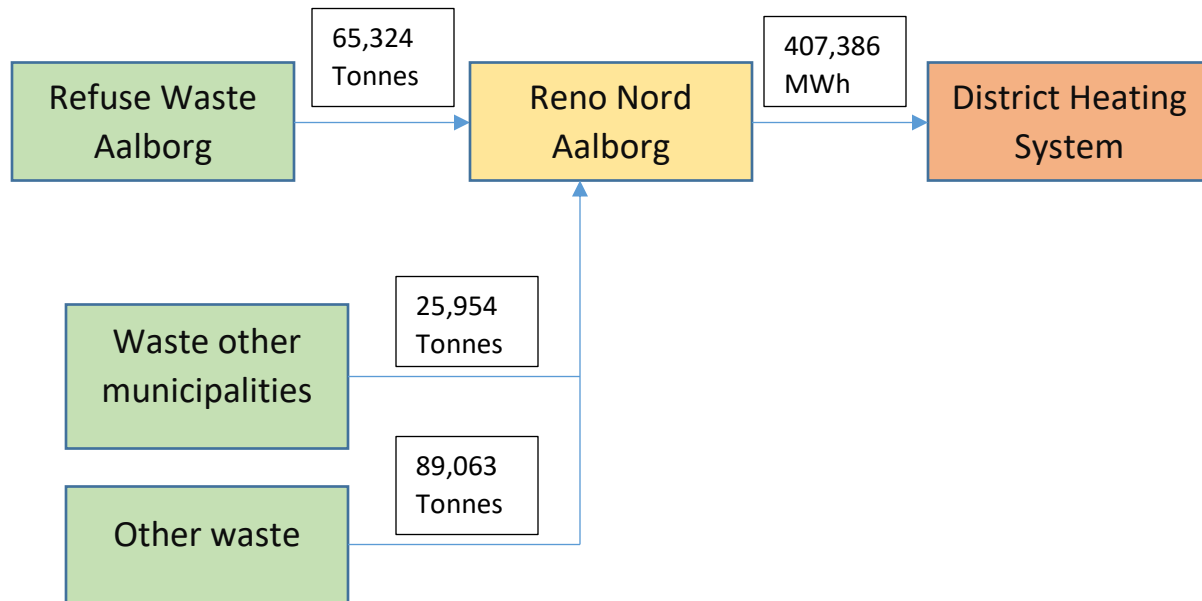 65,324
Tonnes
407,386
MWh
Refuse Waste
Aalborg
Reno Nord
Aalborg
District Heating
System
25,954
Tonnes
Waste other
municipalities
89,063
Tonnes
Other waste